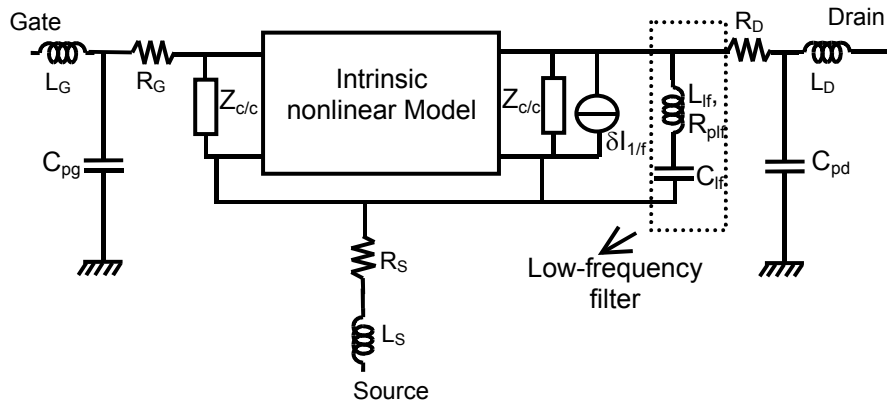 Gate
L_G
R_G
C_pg
Z_c/c
Intrinsic
nonlinear Model
Z_c/c
δI_1/f
L_lf,
R_plf
C_lf
R_D
Drain
L_D
C_pd
R_S
L_S
Source
Low-frequency
filter